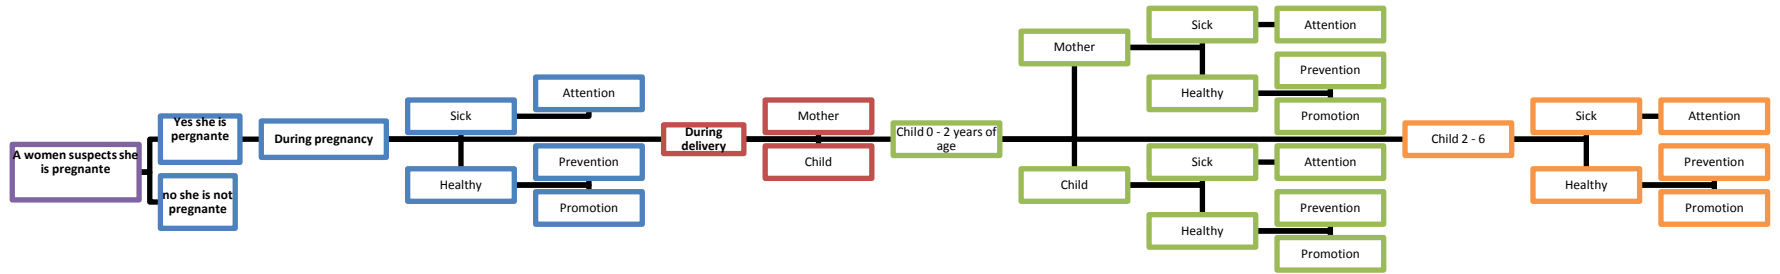 A women suspects she
is pregnante
Yes she is
pergnante
no she is not
pregnante
During pregnancy
Sick
Attention
Healthy
Prevention
Promotion
During
delivery
Mother
Child
Child 0 - 2 years of
age
Mother
Sick
Attention
Healthy
Prevention
Promotion
Child
Sick
Attention
Healthy
Prevention
Promotion
Child 2 - 6
Sick
Attention
Healthy
Prevention
Promotion